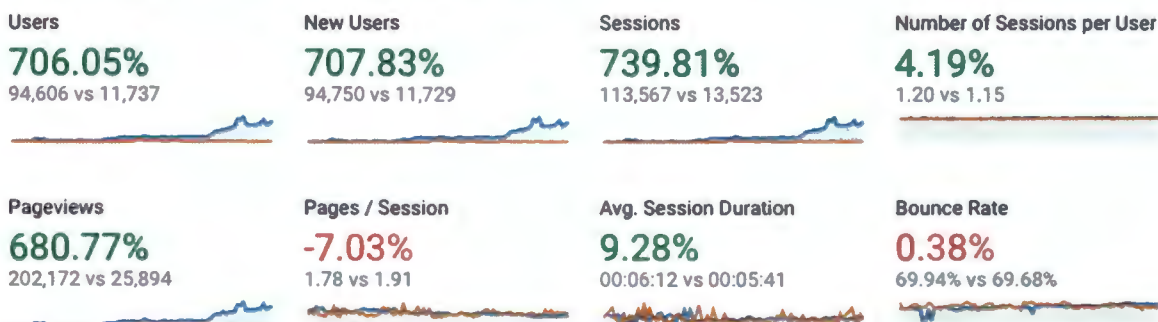 Users
706.05%
94,606 vs 11,737
New Users
707.83%
94,750 vs 11,729
Sessions
739.81%
113,567 vs 13,523
Number of Sessions per User
4.19%
1.20 vs 1.15
Pageviews
680.77%
202,172 vs 25,894
Pages / Session
-7.03%
1.78 vs 1.91
Avg. Session Duration
9.28%
00:06:12 vs 00:05:41
Bounce Rate
0.38%
69.94% vs 69.68%